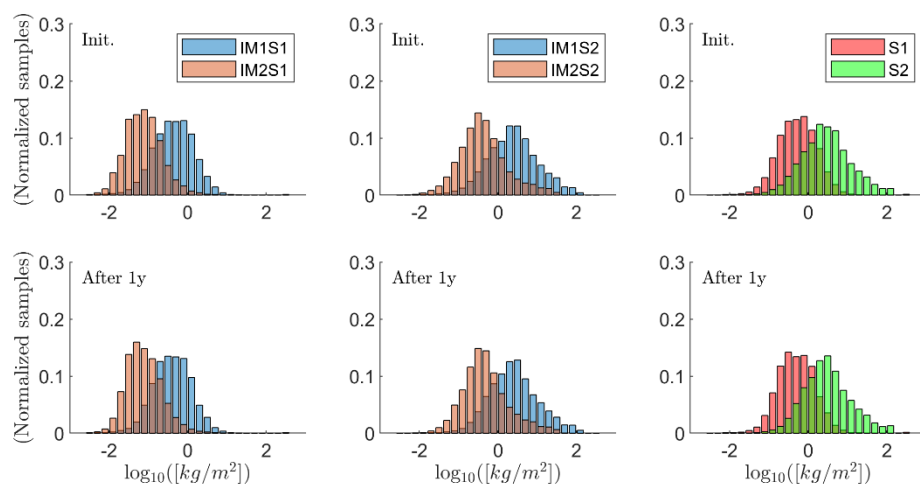 0.3
0.2
0.1
0
(Normalized samples)
Init.
IM1S1
IM2S1
-2 0 2
0.3
0.2
0.1
0
Init.
IM1S2
IM2S2
-2 0 2
0.3
0.2
0.1
0
Init.
S1
S2
-2 0 2
0.3
0.2
0.1
0
(Normalized samples)
After 1y
-2 0 2
log₁₀([kg/m²])
0.3
0.2
0.1
0
After 1y
-2 0 2
log₁₀([kg/m²])
0.3
0.2
0.1
0
After 1y
-2 0 2
log₁₀([kg/m²])